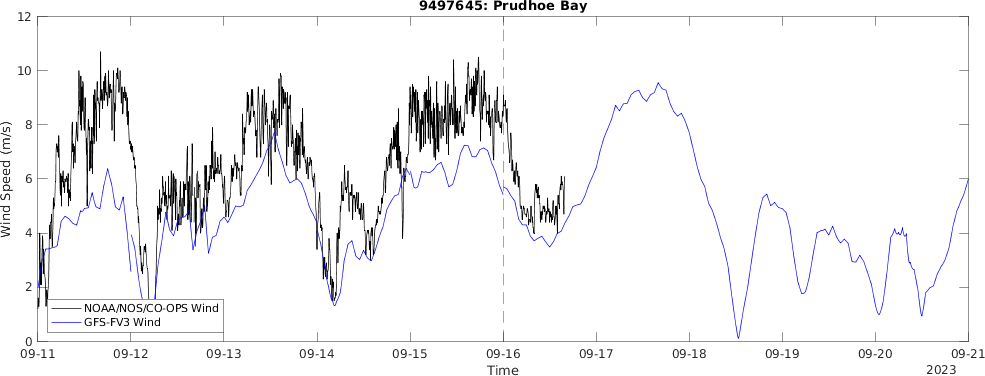 9497645: Prudhoe Bay
Wind Speed (m/s)
12
10
8
6
4
2
0
NOAA/NOS/CO-OPS Wind
GFS-FV3 Wind
09-11 09-12 09-13 09-14 09-15 09-16 09-17 09-18 09-19 09-20 09-21
Time
2023